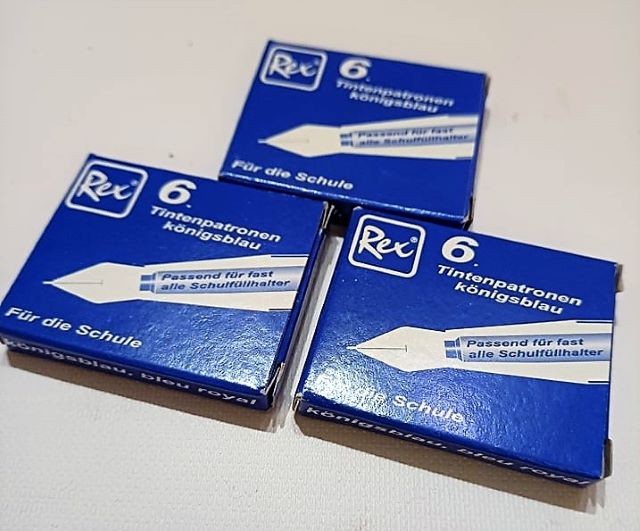 Rex®
6
Tintenpatronen
königsblau
Passend für fast
alle Schulfüllhalter
Für die Schule
Rex®
6
Tintenpatronen
königsblau
Passend für fast
alle Schulfüllhalter
Für die Schule
königsblau, bleu royal
Rex®
6
Tintenpatronen
königsblau
Passend für fast
alle Schulfüllhalter
die Schule
königsblau, bleu royal